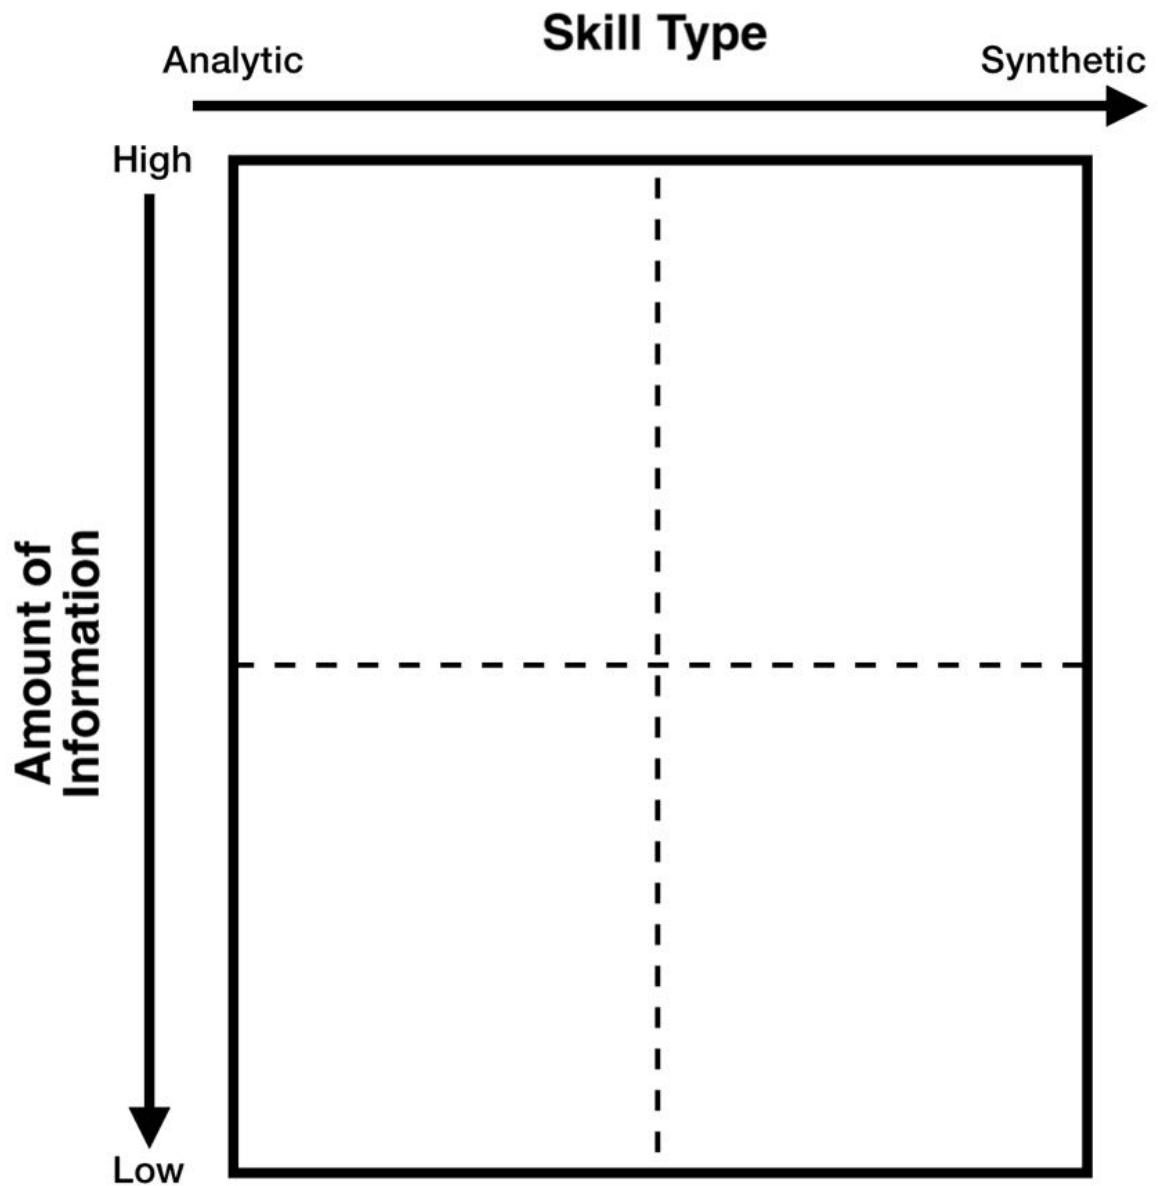 Skill Type
Analytic
Synthetic
High
Amount of
Information
Low